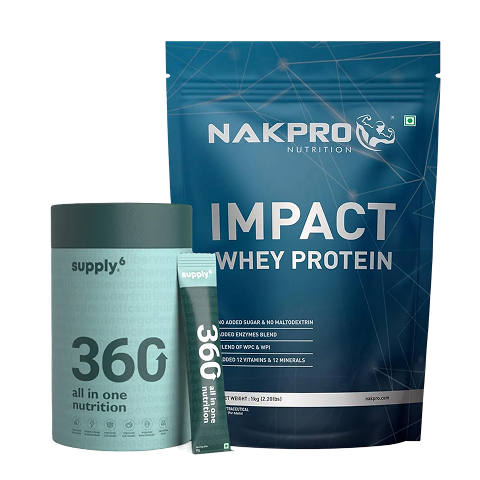 NAKPRO
NUTRITION
IMPACT
WHEY PROTEIN
NO ADDED SUGAR & NO MALTODEXTRIN
ADDED ENZYMES BLEND
BLEND OF WPC & WPI
ADDED 12 VITAMINS & 12 MINERALS
NET WEIGHT : 1kg (2.20lbs)
nakpro.com
supply.6
360
all in one
nutrition
supply.6
360
all in one
nutrition